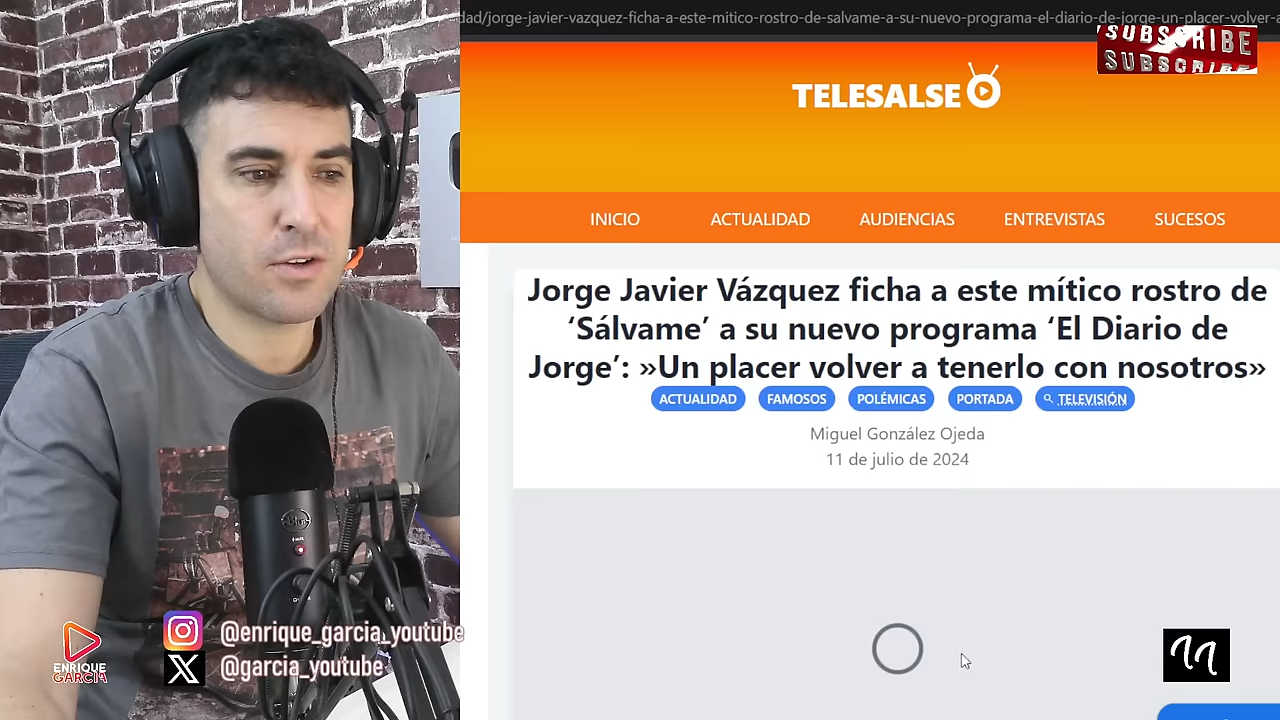 dad/jorge-javier-vazquez-ficha-a-este-mitico-rostro-de-salvame-a-su-nuevo-programa-el-diario-de-jorge-un-placer-volver-a
SUBSCRIBE
SUBSCRIBE
TELESALSEO
INICIO ACTUALIDAD AUDIENCIAS ENTREVISTAS SUCESOS
Jorge Javier Vázquez ficha a este mítico rostro de
‘Sálvame’ a su nuevo programa ‘El Diario de
Jorge’: »Un placer volver a tenerlo con nosotros»
ACTUALIDAD FAMOSOS POLÉMICAS PORTADA TELEVISIÓN
Miguel González Ojeda
11 de julio de 2024
@enrique_garcia_youtube
@garcia_youtube
ENRIQUE
GARCIA